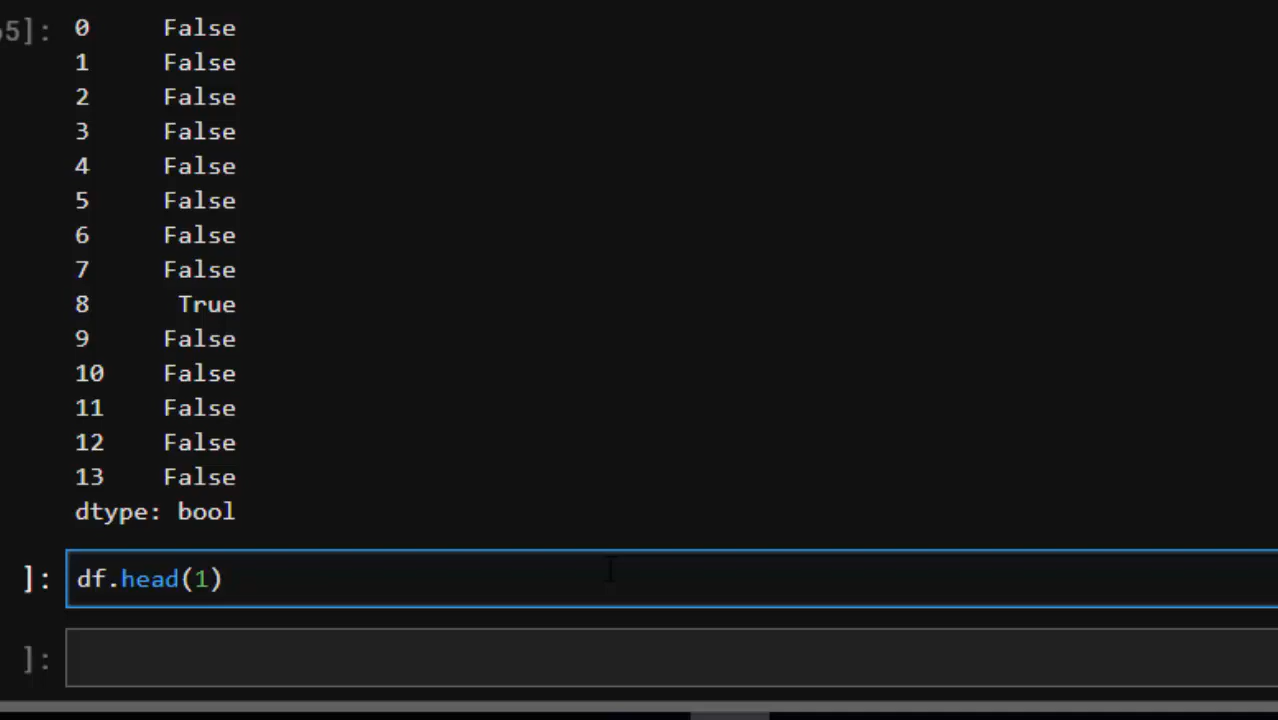 5]: 0 False
1 False
2 False
3 False
4 False
5 False
6 False
7 False
8 True
9 False
10 False
11 False
12 False
13 False
dtype: bool
]: df.head(1)
]: